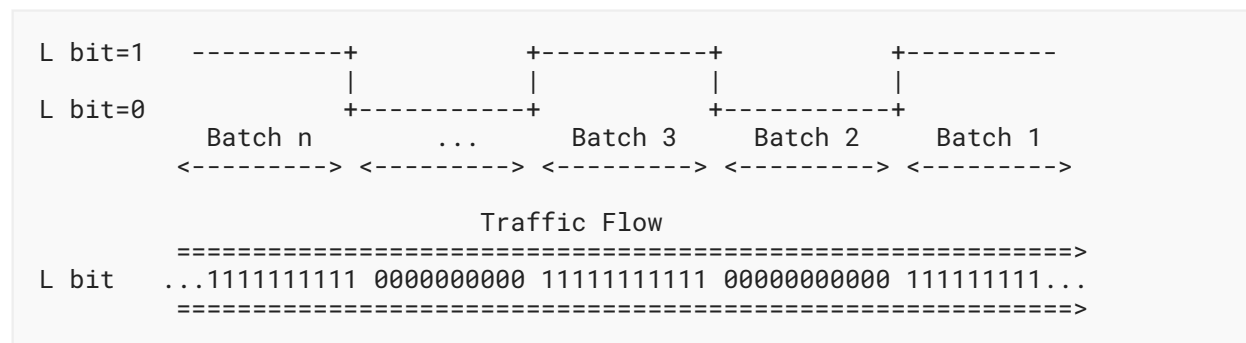 L bit=1   ----------+           +-----------+           +----------
                    |           |           |           |
L bit=0             +-----------+           +-----------+
           Batch n        ...     Batch 3     Batch 2     Batch 1
         <---------> <---------> <---------> <---------> <--------->
                             Traffic Flow
         ===========================================================>
L bit   ...1111111111 0000000000 11111111111 00000000000 111111111...
         ===========================================================>